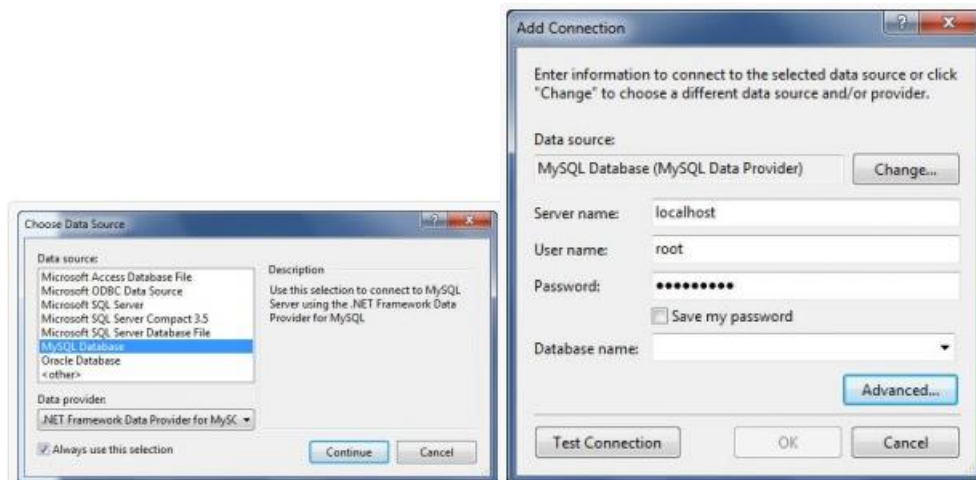 Choose Data Source
Data source:
Microsoft Access Database File
Microsoft ODBC Data Source
Microsoft SQL Server
Microsoft SQL Server Compact 3.5
Microsoft SQL Server Database File
MySQL Database
Oracle Database
<other>
Description
Use this selection to connect to MySQL
Server using the .NET Framework Data
Provider for MySQL
Data provider:
.NET Framework Data Provider for MySC
Always use this selection
Continue
Cancel
Add Connection
Enter information to connect to the selected data source or click
"Change" to choose a different data source and/or provider.
Data source:
MySQL Database (MySQL Data Provider)
Change...
Server name:
localhost
User name:
root
Password:
●●●●●●●●●
Save my password
Database name:
Advanced...
Test Connection
OK
Cancel